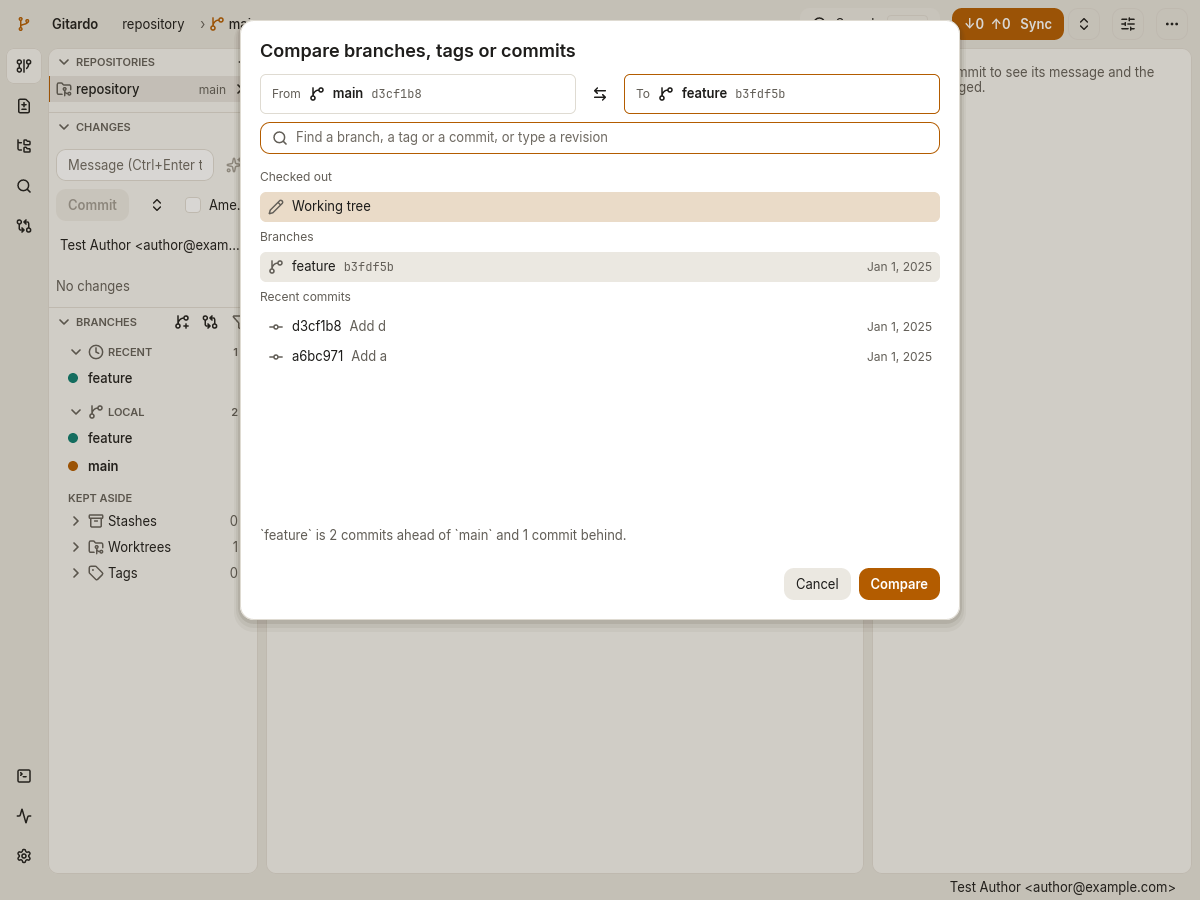 Gitardo
repository
Sync
↓0 ↑0 Sync
Compare branches, tags or commits
From main d3cf1b8
To feature b3fdf5b
Find a branch, a tag or a commit, or type a revision
Checked out
Working tree
Branches
feature b3fdf5b Jan 1, 2025
Recent commits
d3cf1b8 Add d Jan 1, 2025
a6bc971 Add a Jan 1, 2025
`feature` is 2 commits ahead of `main` and 1 commit behind.
Cancel
Compare
REPOSITORIES
repository main
CHANGES
Message (Ctrl+Enter t
Commit
Ame...
Test Author <author@exam...
No changes
BRANCHES
RECENT 1
feature
LOCAL 2
feature
main
KEPT ASIDE
Stashes 0
Worktrees 1
Tags 0
to see its message and the
Test Author <author@example.com>